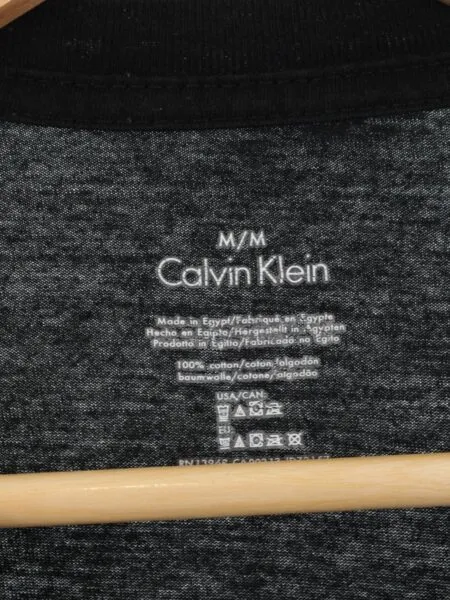 M/M
Calvin Klein
Made in Egypt/Fabriqué en Egypte
Hecho en Egipto/Hergestellt in Ägypten
Prodotto in Egitto/Fabricado no Egito
100% cotton/coton/algodón
baumwolle/cotone/algodão
USA/CAN:
EU: